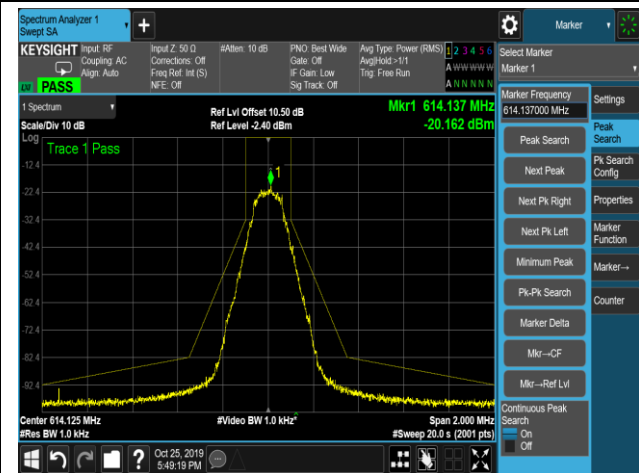 Spectrum Analyzer 1
Swept SA
Marker
KEYSIGHT
Input: RF
Coupling: AC
Align: Auto
Input Z: 50 Ω
Corrections: Off
Freq Ref: Int (S)
NFE: Off
#Atten: 10 dB
PNO: Best Wide
Gate: Off
IF Gain: Low
Sig Track: Off
Avg Type: Power (RMS)
Avg|Hold:>1/1
Trig: Free Run
1 2 3 4 5 6
A W W W W W
A N N N N N
PASS
Select Marker
Marker 1
1 Spectrum
Scale/Div 10 dB
Log
Ref Lvl Offset 10.50 dB
Ref Level -2.40 dBm
Mkr1 614.137 MHz
-20.162 dBm
Trace 1 Pass
1
-12.4
-22.4
-32.4
-42.4
-52.4
-62.4
-72.4
-82.4
-92.4
Center 614.125 MHz
#Res BW 1.0 kHz
#Video BW 1.0 kHz*
Span 2.000 MHz
#Sweep 20.0 s (2001 pts)
Marker Frequency
614.137000 MHz
Peak Search
Next Peak
Next Pk Right
Next Pk Left
Minimum Peak
Pk-Pk Search
Marker Delta
Mkr→CF
Mkr→Ref Lvl
Continuous Peak
Search
On
Off
Settings
Peak
Search
Pk Search
Config
Properties
Marker
Function
Marker→
Counter
Oct 25, 2019
5:49:19 PM